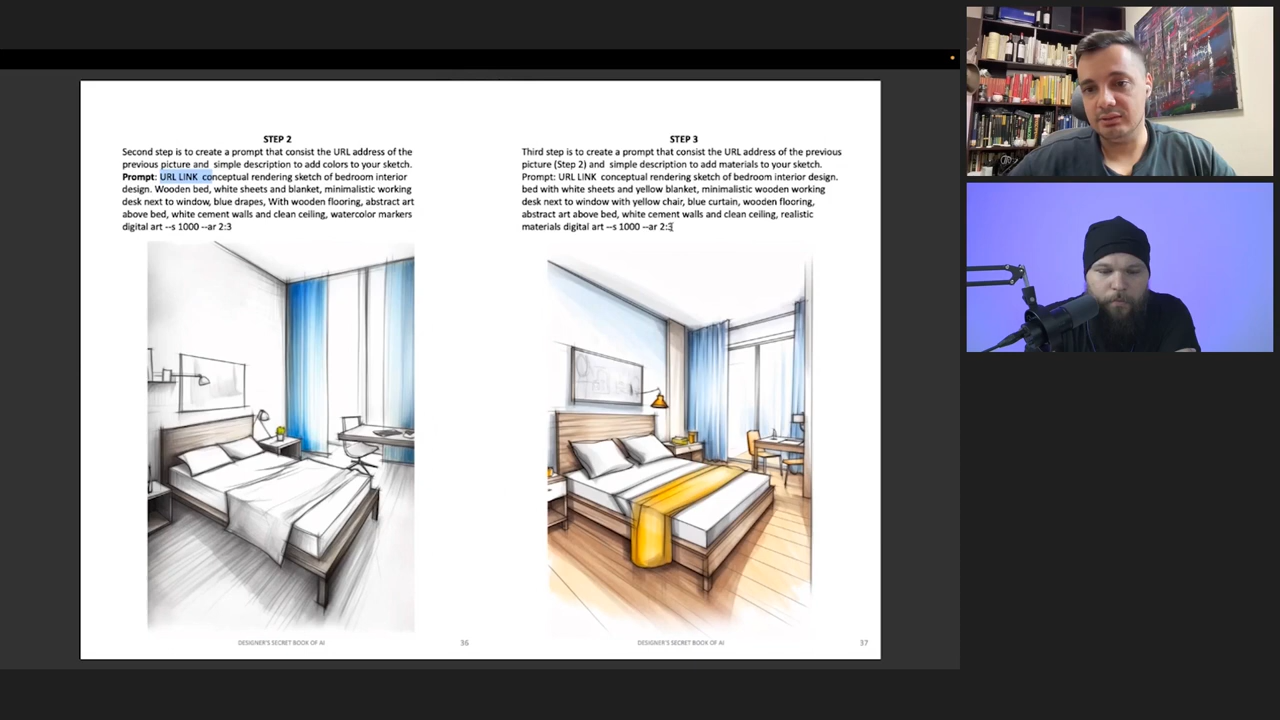 STEP 2
Second step is to create a prompt that consist the URL address of the
previous picture and simple description to add colors to your sketch.
Prompt: URL LINK conceptual rendering sketch of bedroom interior
design. Wooden bed, white sheets and blanket, minimalistic working
desk next to window, blue drapes, With wooden flooring, abstract art
above bed, white cement walls and clean ceiling, watercolor markers
digital art --s 1000 --ar 2:3
DESIGNER'S SECRET BOOK OF AI
36
STEP 3
Third step is to create a prompt that consist the URL address of the previous
picture (Step 2) and simple description to add materials to your sketch.
Prompt: URL LINK conceptual rendering sketch of bedroom interior design.
bed with white sheets and yellow blanket, minimalistic wooden working
desk next to window with yellow chair, blue curtain, wooden flooring,
abstract art above bed, white cement walls and clean ceiling, realistic
materials digital art --s 1000 --ar 2:3
DESIGNER'S SECRET BOOK OF AI
37